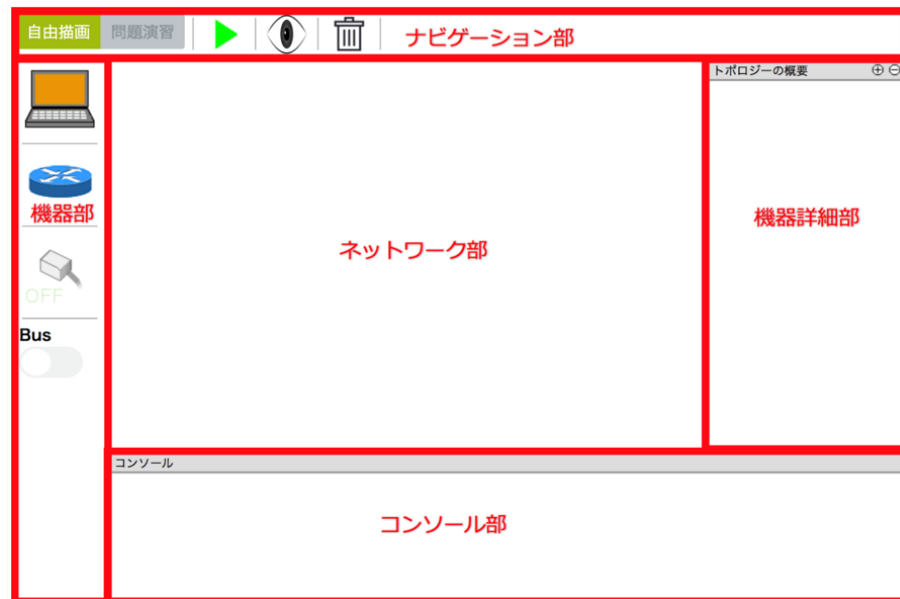 自由描画 問題演習 ナビゲーション部
トポロジーの概要
機器部
機器詳細部
ネットワーク部
OFF
Bus
コンソール
コンソール部